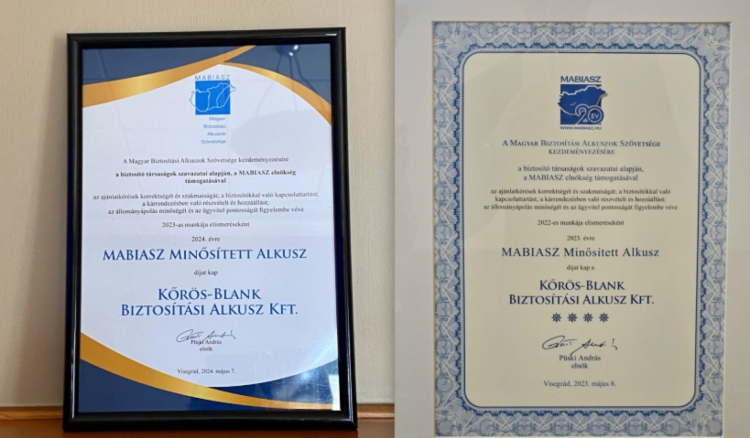 MABIASZ
Magyar
Biztosítási
Alkuszok
Szövetsége
A Magyar Biztosítási Alkuszok Szövetsége kezdeményezésére
a biztosító társaságok szavazatai alapján, a MABIASZ elnökség
támogatásával
az ajánlatkérések korrektségét és szakmaiságát; a biztosítókkal való kapcsolattartást;
a kárrendezésben való részvételt és hozzáállást;
az állományápolás minőségét és az ügyvitel pontosságát figyelembe véve
2023-as munkája elismeréseként
2024. évre
MABIASZ Minősített Alkusz
díjat kap
Kőrös-Blank
Biztosítási Alkusz Kft.
Püski András
elnök
Visegrád, 2024. május 7.
MABIASZ
20 ÉV
WWW.MABIASZ.HU
A Magyar Biztosítási Alkuszok Szövetsége
kezdeményezésére
a biztosító társaságok szavazatai alapján,
a MABIASZ elnökség támogatásával
az ajánlatkérések korrektségét és szakmaiságát; a biztosítókkal való
kapcsolattartást; a kárrendezésben való részvételt és hozzáállást;
az állományápolás minőségét és az ügyvitel pontosságát figyelembe véve
2022-es munkája elismeréseként
2023. évre
MABIASZ Minősített Alkusz
díjat kap a
Kőrös-Blank
Biztosítási Alkusz Kft.
Püski András
elnök
Visegrád, 2023. május 8.